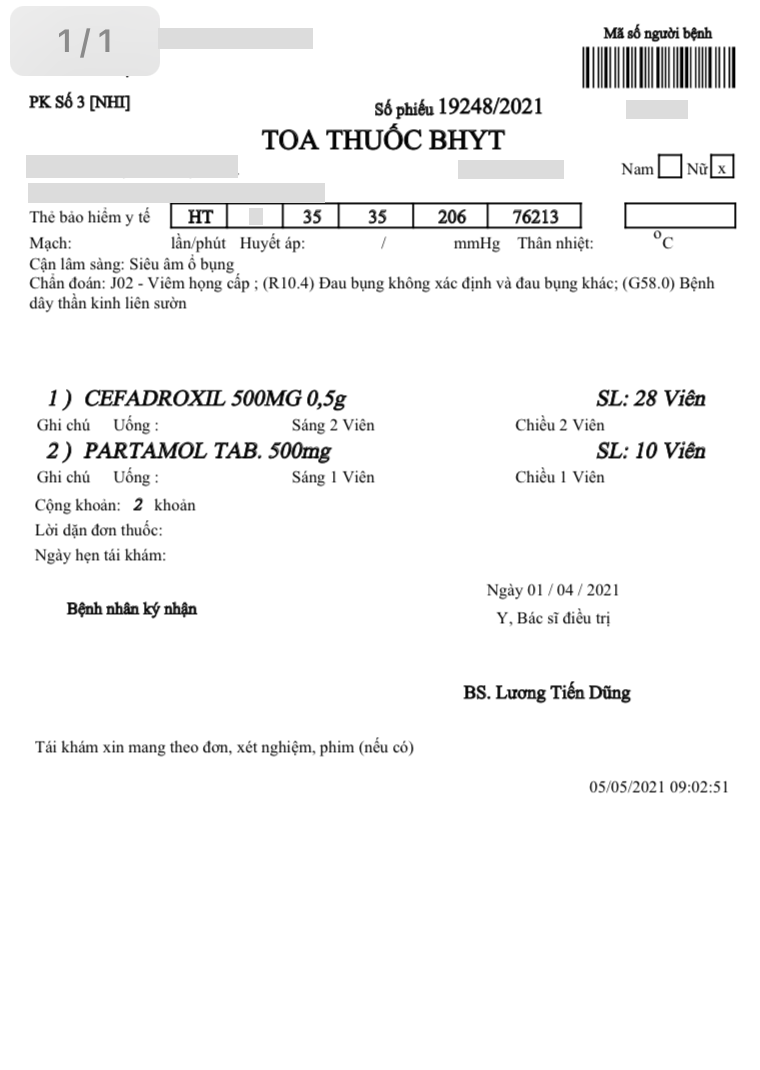 1/1
Mã số người bệnh
PK Số 3 [NHI]
Số phiếu 19248/2021
TOA THUỐC BHYT
Nam Nữ x
Thẻ bảo hiểm y tế HT 35 35 206 76213
Mạch: lần/phút Huyết áp: / mmHg Thân nhiệt: °C
Cận lâm sàng: Siêu âm ổ bụng
Chẩn đoán: J02 - Viêm họng cấp ; (R10.4) Đau bụng không xác định và đau bụng khác; (G58.0) Bệnh
dây thần kinh liên sườn
1 ) CEFADROXIL 500MG 0,5g SL: 28 Viên
Ghi chú Uống : Sáng 2 Viên Chiều 2 Viên
2 ) PARTAMOL TAB. 500mg SL: 10 Viên
Ghi chú Uống : Sáng 1 Viên Chiều 1 Viên
Cộng khoản: 2 khoản
Lời dặn đơn thuốc:
Ngày hẹn tái khám:
Ngày 01 / 04 / 2021
Bệnh nhân ký nhận
Y, Bác sĩ điều trị
BS. Lương Tiến Dũng
Tái khám xin mang theo đơn, xét nghiệm, phim (nếu có)
05/05/2021 09:02:51